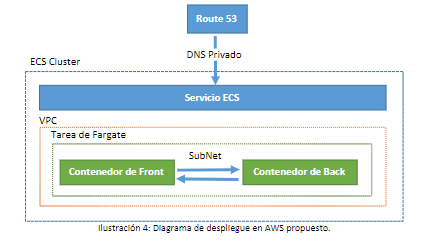 Route 53
DNS Privado
ECS Cluster
Servicio ECS
VPC
Tarea de Fargate
SubNet
Contenedor de Front
Contenedor de Back
Ilustración 4: Diagrama de despliegue en AWS propuesto.